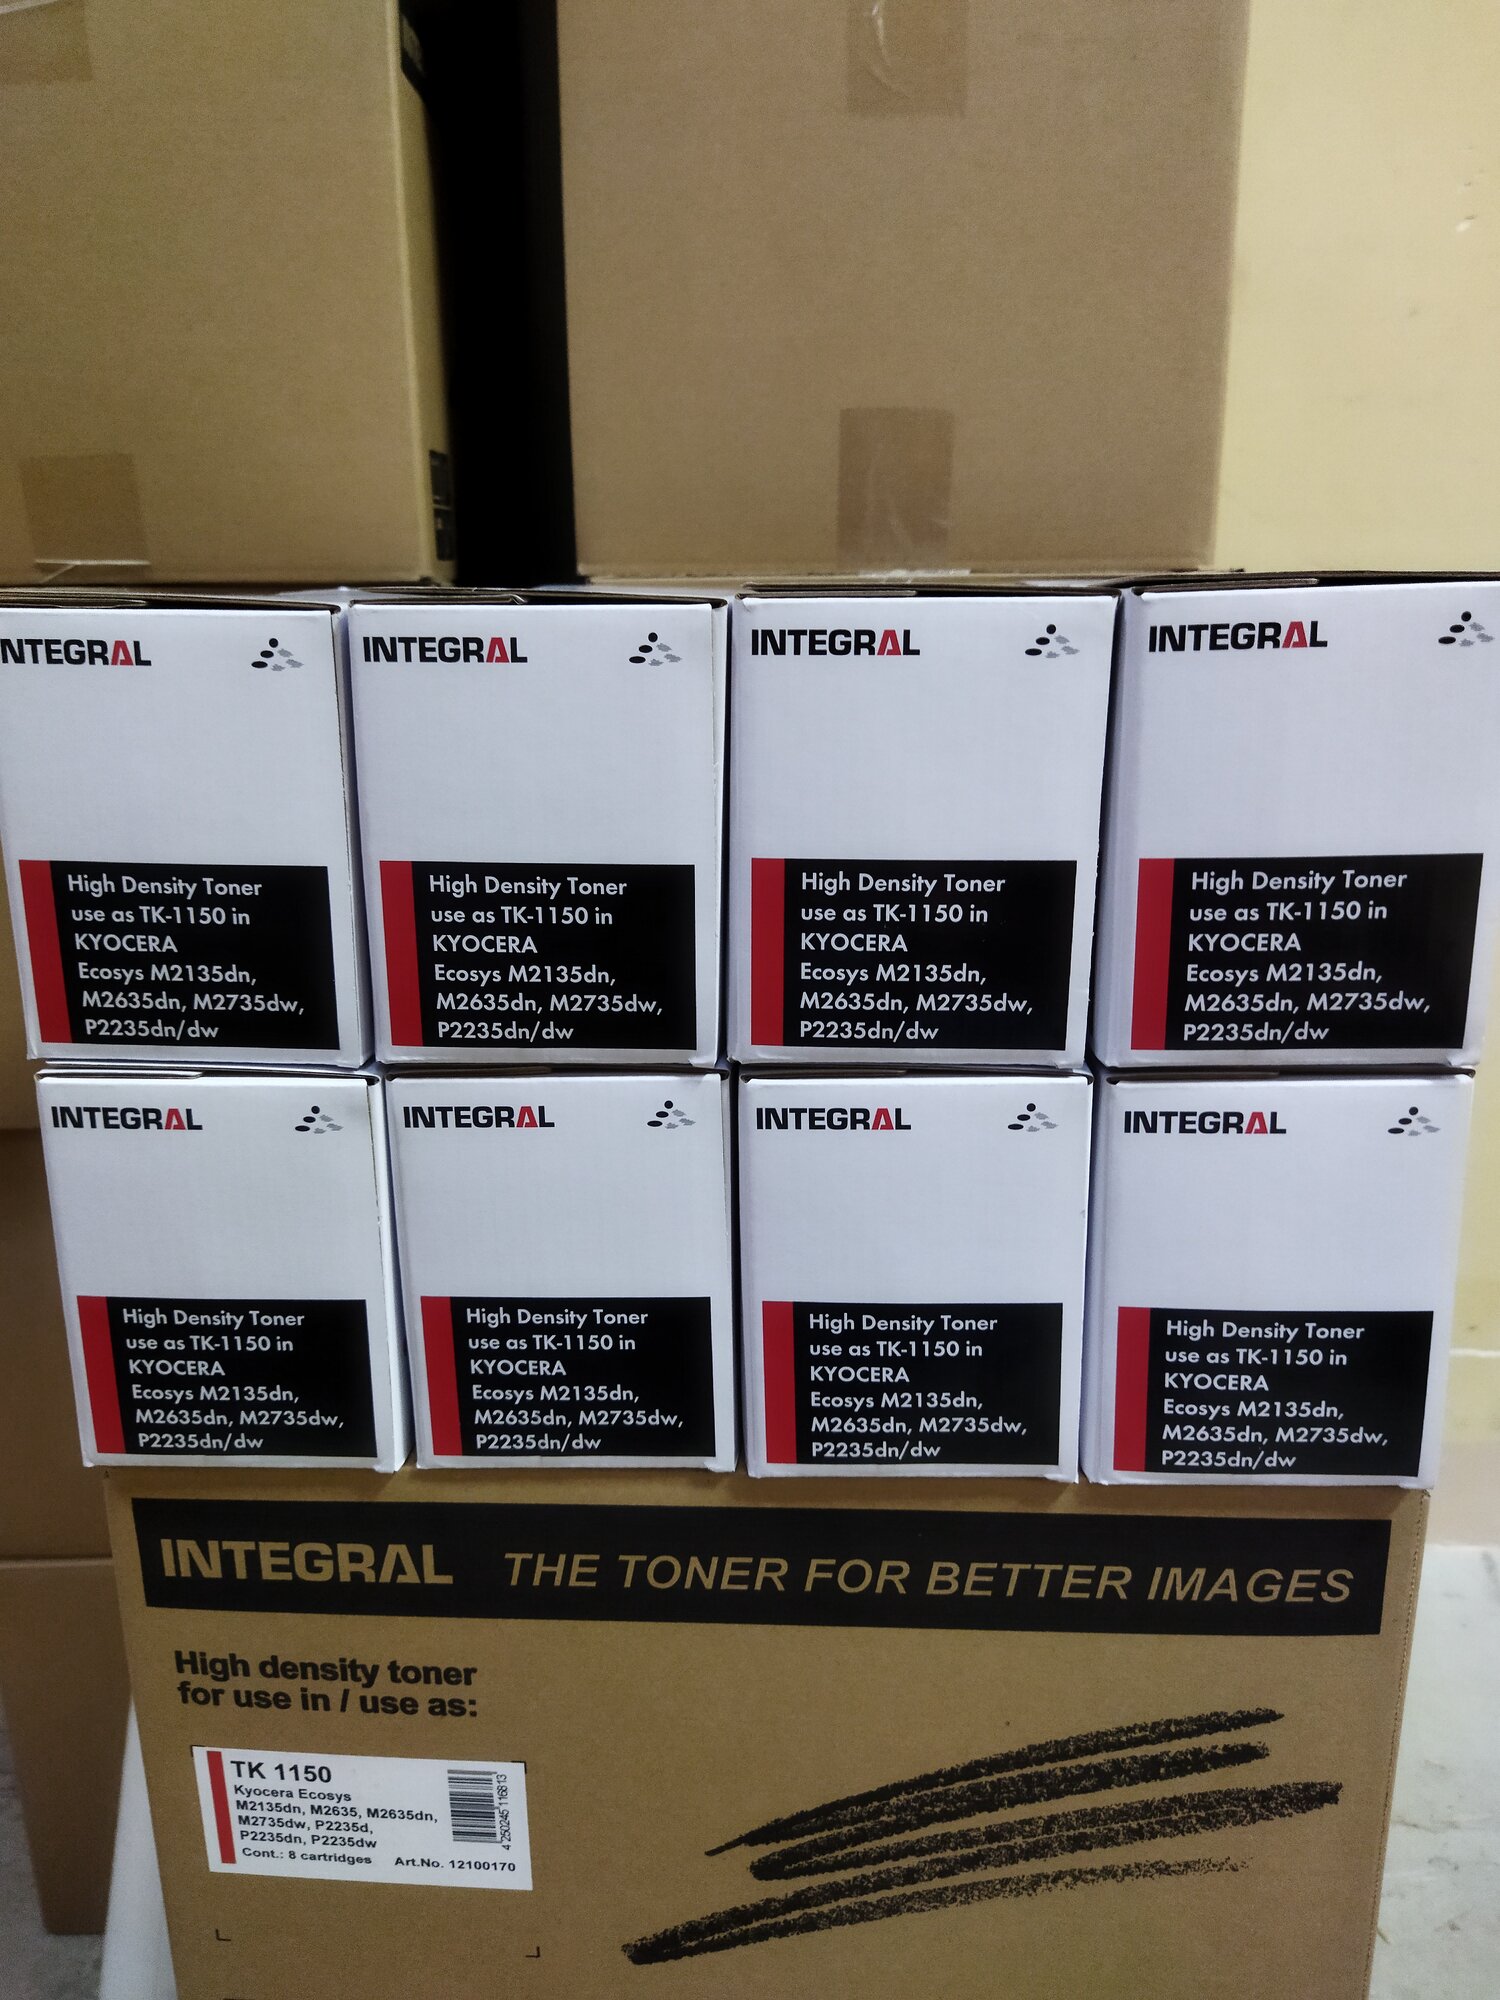 INTEGRAL
High Density Toner
use as TK-1150 in
KYOCERA
Ecosys M2135dn,
M2635dn, M2735dw,
P2235dn/dw
INTEGRAL
High Density Toner
use as TK-1150 in
KYOCERA
Ecosys M2135dn,
M2635dn, M2735dw,
P2235dn/dw
INTEGRAL
High Density Toner
use as TK-1150 in
KYOCERA
Ecosys M2135dn,
M2635dn, M2735dw,
P2235dn/dw
INTEGRAL
High Density Toner
use as TK-1150 in
KYOCERA
Ecosys M2135dn,
M2635dn, M2735dw,
P2235dn/dw
INTEGRAL
High Density Toner
use as TK-1150 in
KYOCERA
Ecosys M2135dn,
M2635dn, M2735dw,
P2235dn/dw
INTEGRAL
High Density Toner
use as TK-1150 in
KYOCERA
Ecosys M2135dn,
M2635dn, M2735dw,
P2235dn/dw
INTEGRAL
High Density Toner
use as TK-1150 in
KYOCERA
Ecosys M2135dn,
M2635dn, M2735dw,
P2235dn/dw
INTEGRAL
High Density Toner
use as TK-1150 in
KYOCERA
Ecosys M2135dn,
M2635dn, M2735dw,
P2235dn/dw
INTEGRAL THE TONER FOR BETTER IMAGES
High density toner
for use in / use as:
TK 1150
Kyocera Ecosys
M2135dn, M2635, M2635dn,
M2735dw, P2235d,
P2235dn, P2235dw
Cont.: 8 cartridges Art.No. 12100170
4 250245 116813